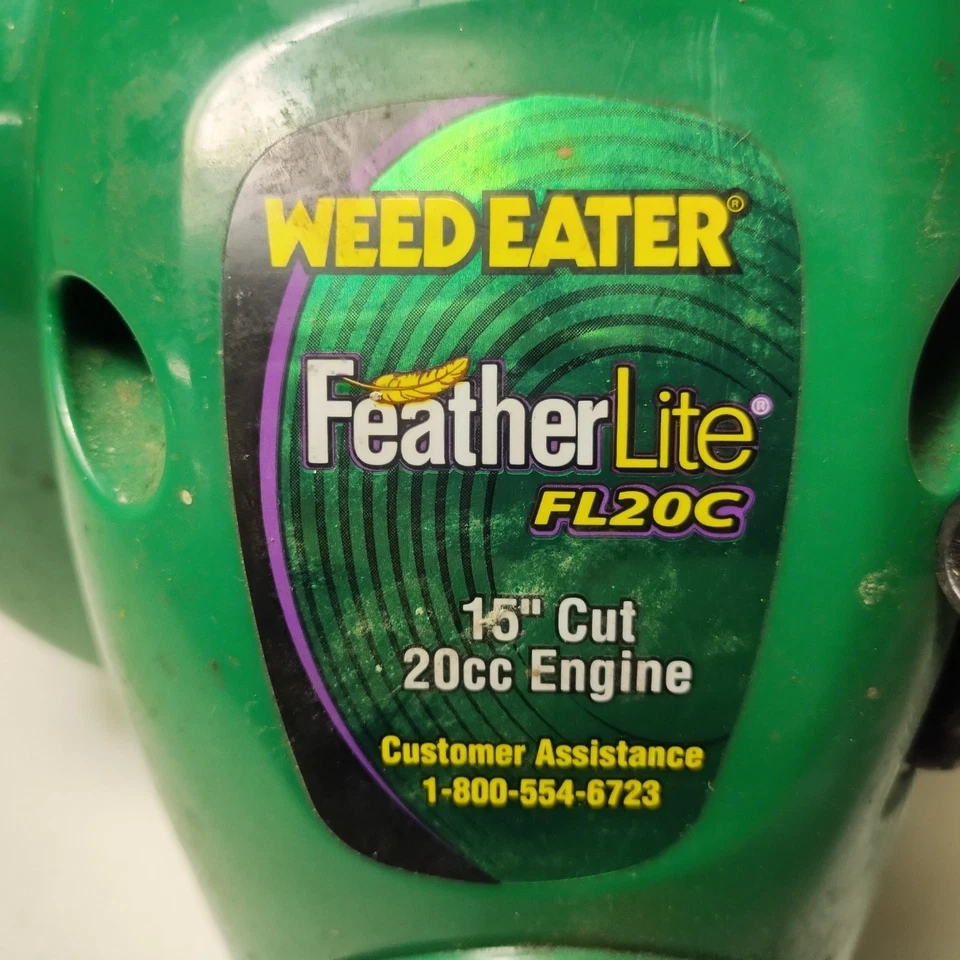 WEED EATER®
FeatherLite®
FL20C
15" Cut
20cc Engine
Customer Assistance
1-800-554-6723